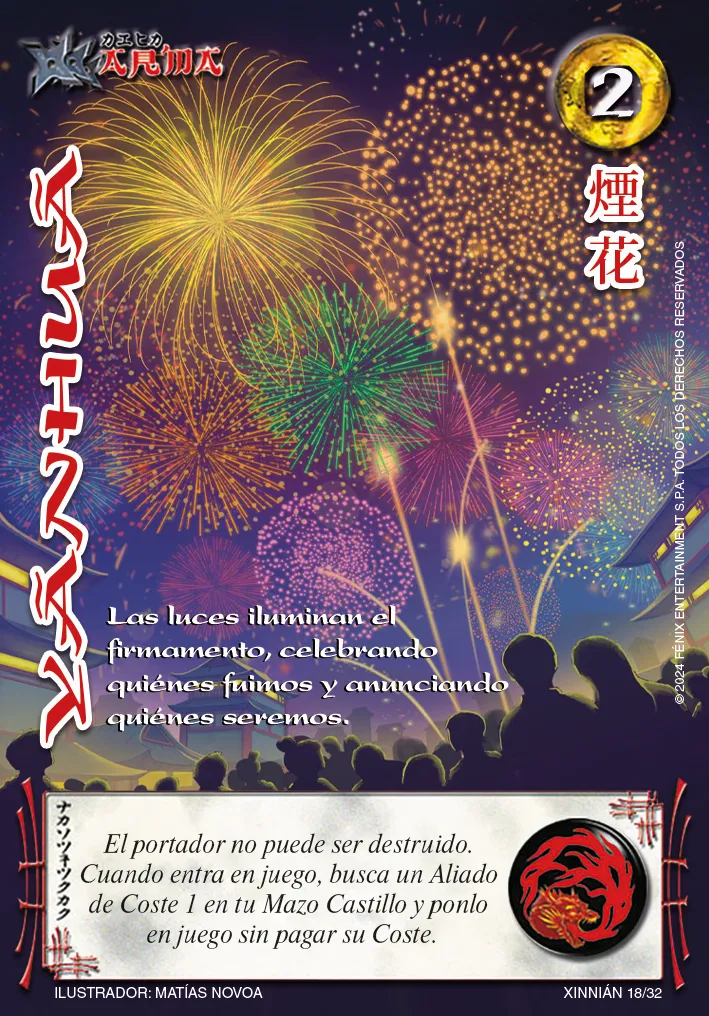 カエヒカ
ARMA
2
煙花
YANHUA
Las luces iluminan el
firmamento, celebrando
quiénes fuimos y anunciando
quiénes seremos.
© 2024 FÉNIX ENTERTAINMENT S.P.A. TODOS LOS DERECHOS RESERVADOS
El portador no puede ser destruido.
Cuando entra en juego, busca un Aliado
de Coste 1 en tu Mazo Castillo y ponlo
en juego sin pagar su Coste.
ILUSTRADOR: MATÍAS NOVOA
XINNIÁN 18/32